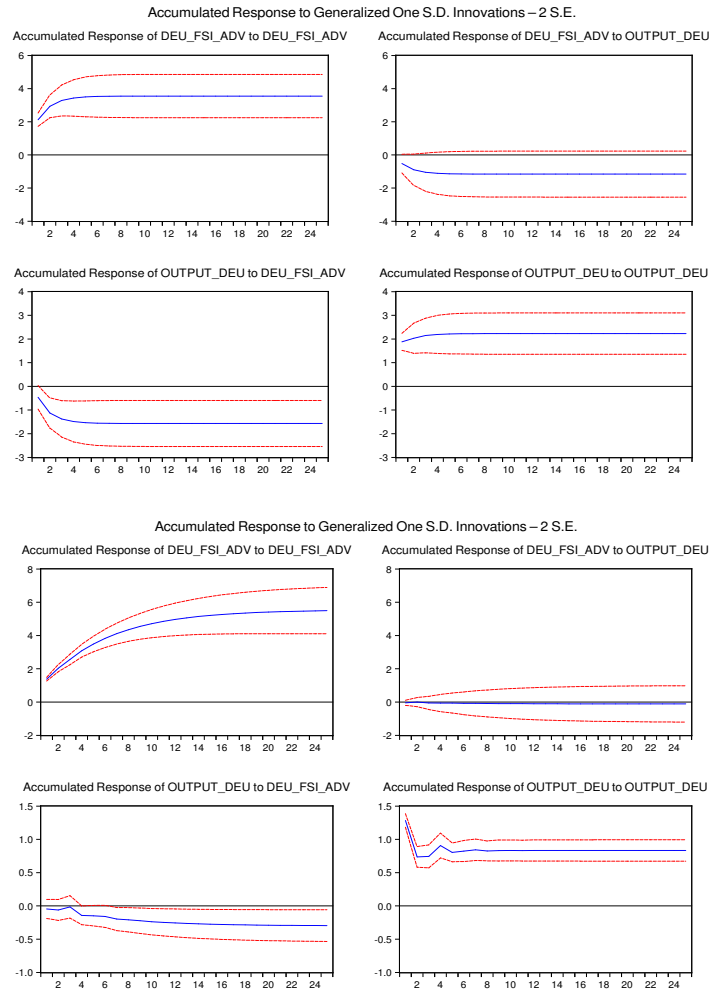 Accumulated Response to Generalized One S.D. Innovations – 2 S.E.
Accumulated Response of DEU_FSI_ADV to DEU_FSI_ADV
6
4
2
0
-2
-4
2 4 6 8 10 12 14 16 18 20 22 24
Accumulated Response of DEU_FSI_ADV to OUTPUT_DEU
6
4
2
0
-2
-4
2 4 6 8 10 12 14 16 18 20 22 24
Accumulated Response of OUTPUT_DEU to DEU_FSI_ADV
4
3
2
1
0
-1
-2
-3
2 4 6 8 10 12 14 16 18 20 22 24
Accumulated Response of OUTPUT_DEU to OUTPUT_DEU
4
3
2
1
0
-1
-2
-3
2 4 6 8 10 12 14 16 18 20 22 24
Accumulated Response to Generalized One S.D. Innovations – 2 S.E.
Accumulated Response of DEU_FSI_ADV to DEU_FSI_ADV
8
6
4
2
0
-2
2 4 6 8 10 12 14 16 18 20 22 24
Accumulated Response of DEU_FSI_ADV to OUTPUT_DEU
8
6
4
2
0
-2
2 4 6 8 10 12 14 16 18 20 22 24
Accumulated Response of OUTPUT_DEU to DEU_FSI_ADV
1.5
1.0
0.5
0.0
-0.5
-1.0
2 4 6 8 10 12 14 16 18 20 22 24
Accumulated Response of OUTPUT_DEU to OUTPUT_DEU
1.5
1.0
0.5
0.0
-0.5
-1.0
2 4 6 8 10 12 14 16 18 20 22 24